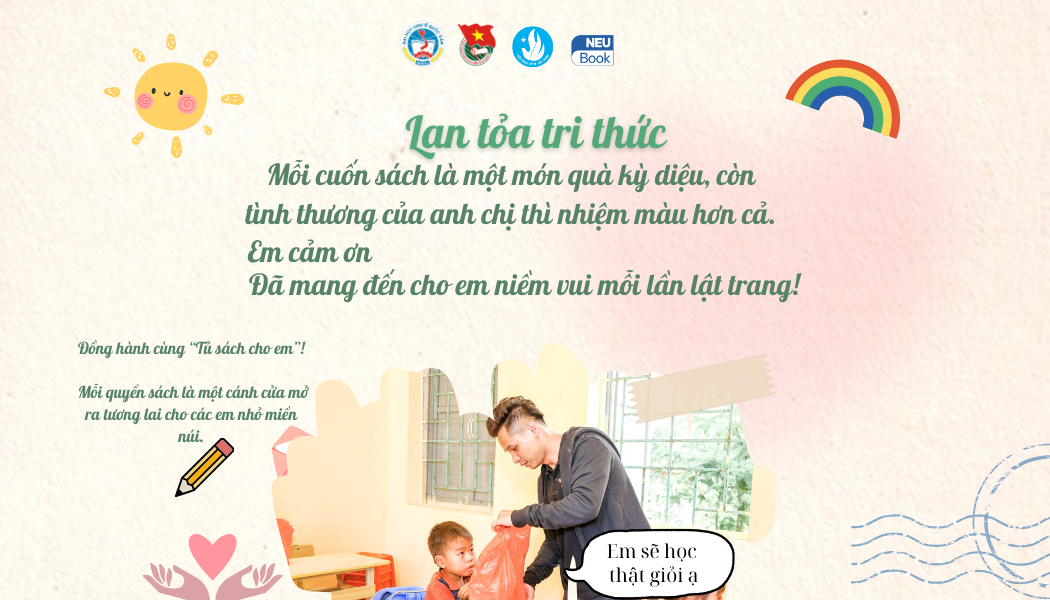 NEU
Book
Lan tỏa tri thức
Mỗi cuốn sách là một món quà kỳ diệu, còn
tình thương của anh chị thì nhiệm màu hơn cả.
Em cảm ơn
Đã mang đến cho em niềm vui mỗi lần lật trang!
Đồng hành cùng “Tủ sách cho em”!
Mỗi quyển sách là một cánh cửa mở
ra tương lai cho các em nhỏ miền
núi.
Em sẽ học
thật giỏi ạ